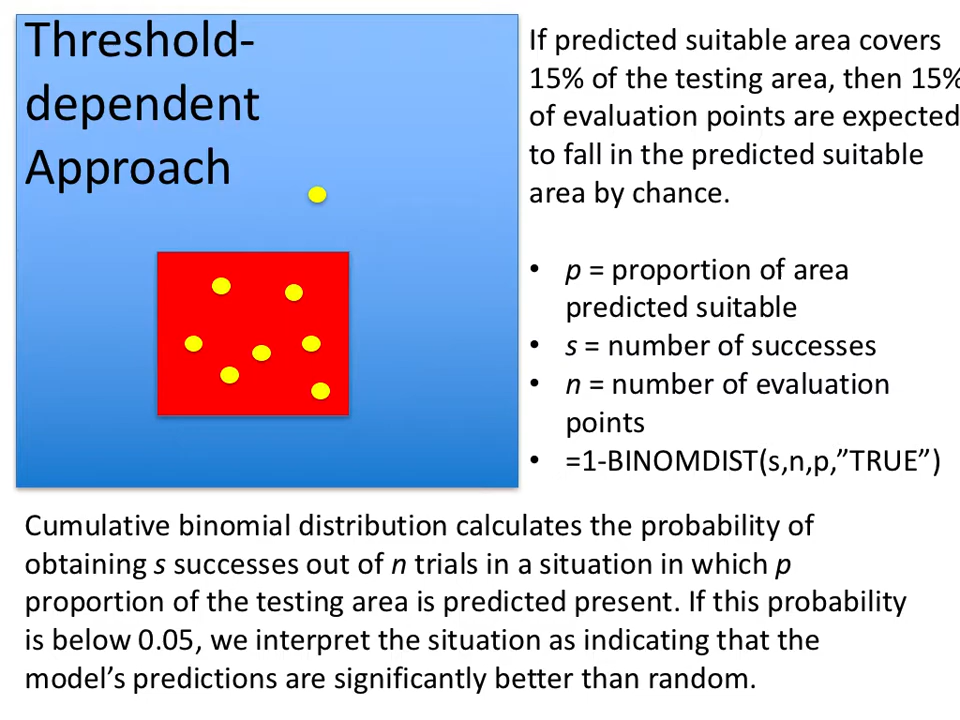 Threshold-
dependent
Approach
If predicted suitable area covers
15% of the testing area, then 15%
of evaluation points are expected
to fall in the predicted suitable
area by chance.
• p = proportion of area
predicted suitable
• s = number of successes
• n = number of evaluation
points
• =1-BINOMDIST(s,n,p,”TRUE”)
Cumulative binomial distribution calculates the probability of
obtaining s successes out of n trials in a situation in which p
proportion of the testing area is predicted present. If this probability
is below 0.05, we interpret the situation as indicating that the
model’s predictions are significantly better than random.